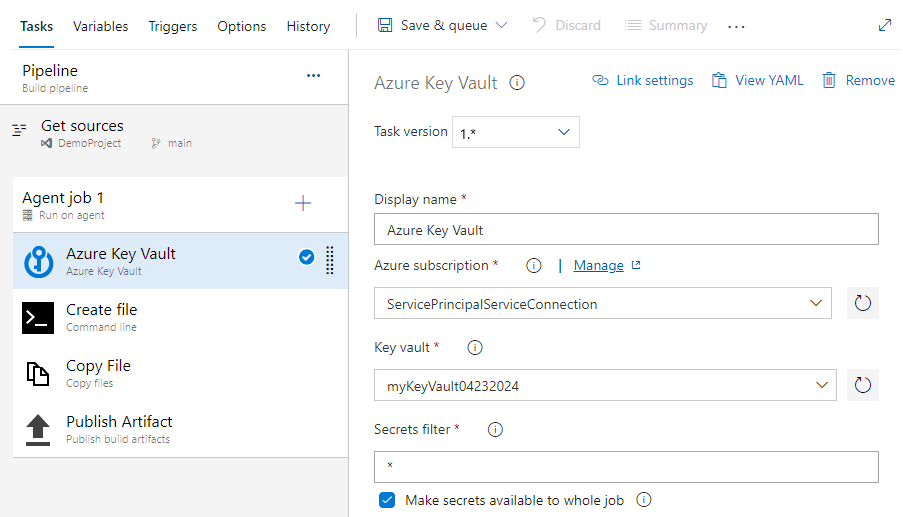 Tasks Variables Triggers Options History Save & queue Discard Summary ...
Pipeline ...
Build pipeline
Get sources
DemoProject main
Agent job 1
Run on agent
Azure Key Vault
Azure Key Vault
Create file
Command line
Copy File
Copy files
Publish Artifact
Publish build artifacts
Azure Key Vault Link settings View YAML Remove
Task version 1.*
Display name *
Azure Key Vault
Azure subscription * | Manage
ServicePrincipalServiceConnection
Key vault *
myKeyVault04232024
Secrets filter *
*
Make secrets available to whole job